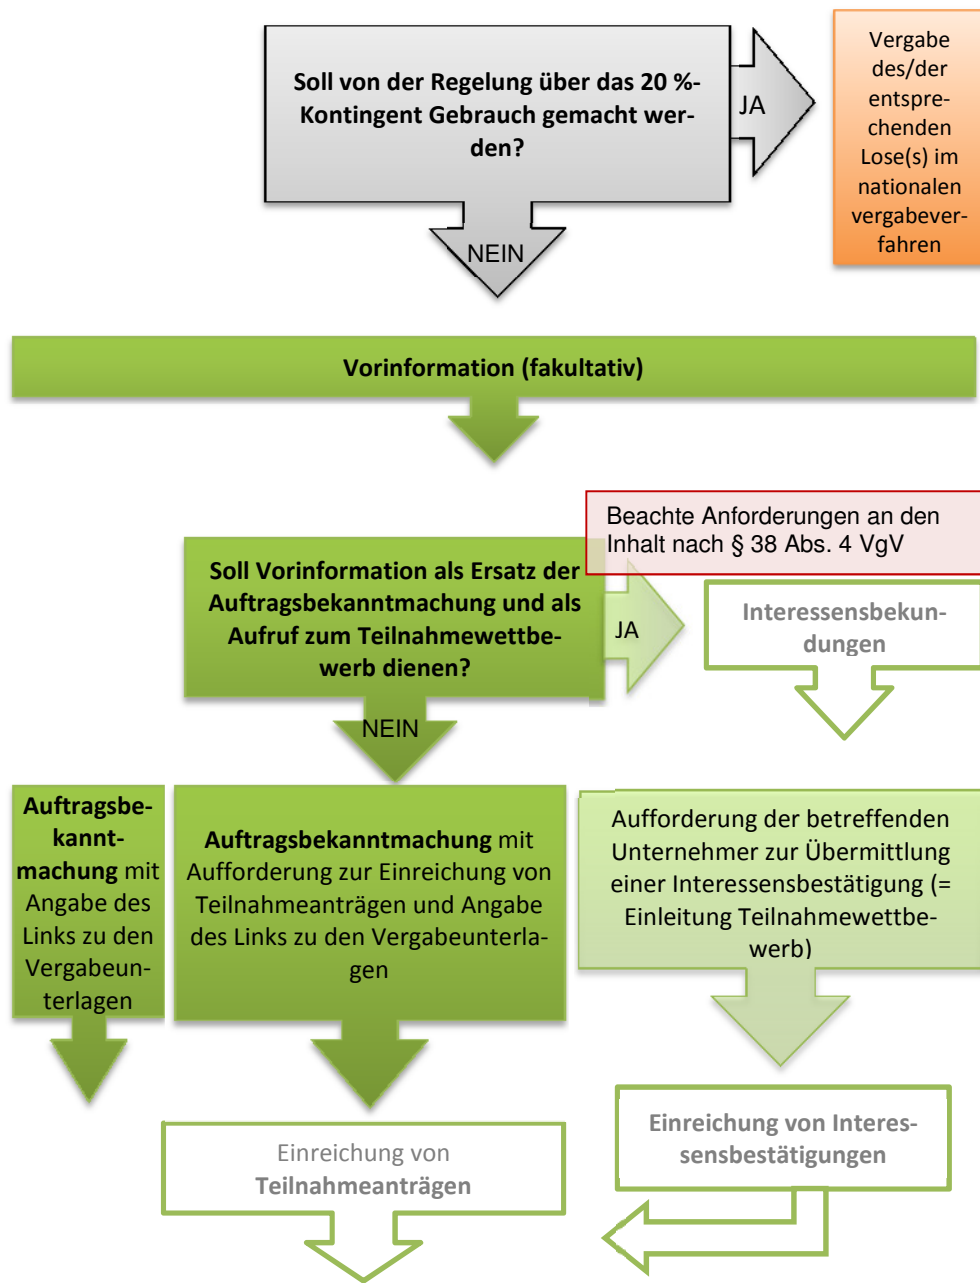 Soll von der Regelung über das 20 %-
Kontingent Gebrauch gemacht wer-
den?
JA
Vergabe
des/der
entspre-
chenden
Lose(s) im
nationalen
vergabever-
fahren
NEIN
Vorinformation (fakultativ)
Beachte Anforderungen an den
Inhalt nach § 38 Abs. 4 VgV
Soll Vorinformation als Ersatz der
Auftragsbekanntmachung und als
Aufruf zum Teilnahmewettbe-
werb dienen?
JA
Interessensbekun-
dungen
NEIN
Auftragsbe-
kannt-
machung mit
Angabe des
Links zu den
Vergabeun-
terlagen
Auftragsbekanntmachung mit
Aufforderung zur Einreichung von
Teilnahmeanträgen und Angabe
des Links zu den Vergabeunterla-
gen
Aufforderung der betreffenden
Unternehmer zur Übermittlung
einer Interessensbestätigung (=
Einleitung Teilnahmewettbe-
werb)
Einreichung von
Teilnahmeanträgen
Einreichung von Interes-
sensbestätigungen